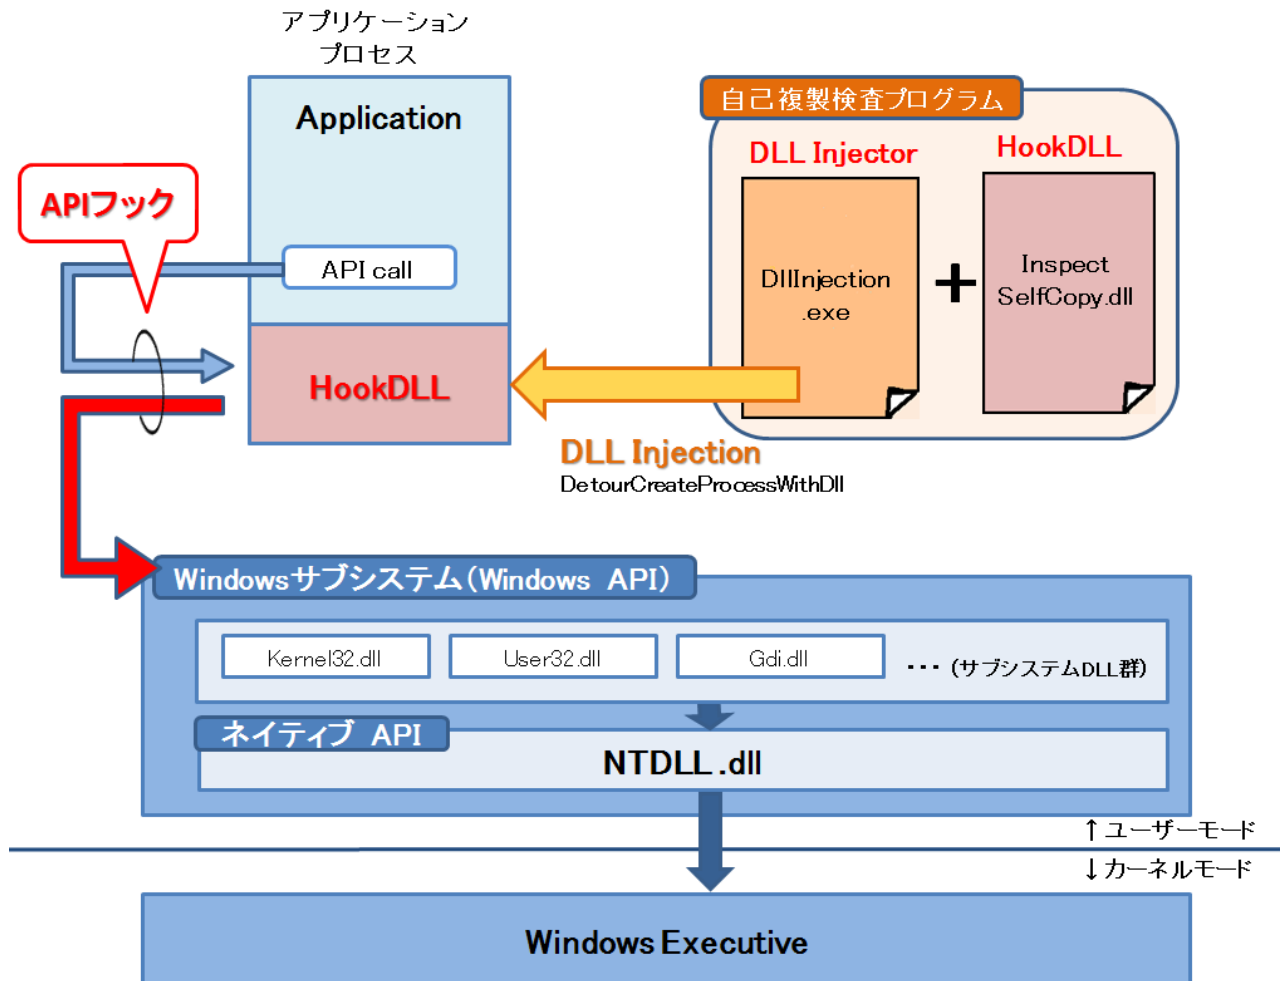 アプリケーション
プロセス
Application
自己複製検査プログラム
DLL Injector
HookDLL
APIフック
API call
DllInjection
.exe
+
Inspect
SelfCopy.dll
HookDLL
DLL Injection
DetourCreateProcessWithDll
Windowsサブシステム(Windows API)
Kernel32.dll
User32.dll
Gdi.dll
・・・ (サブシステムDLL群)
ネイティブ API
NTDLL.dll
↑ユーザーモード
↓カーネルモード
Windows Executive